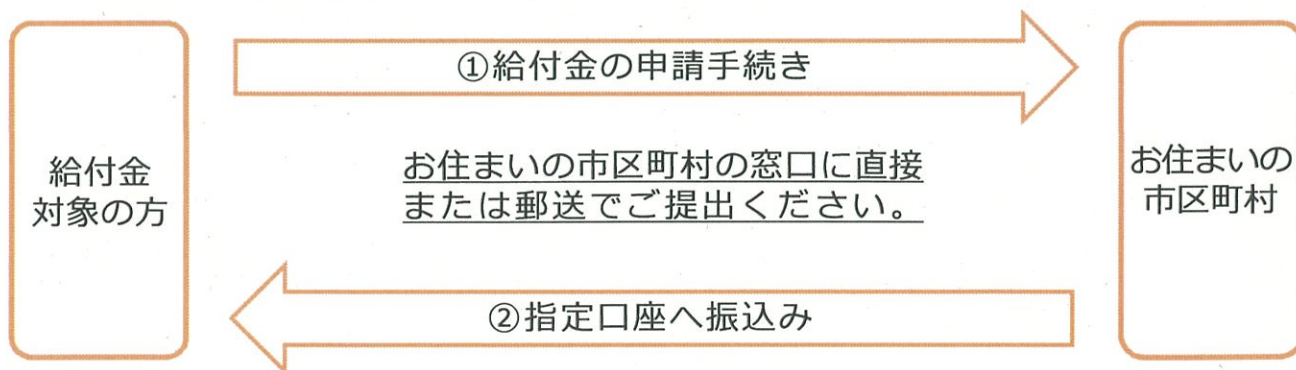 給付金
対象の方
①給付金の申請手続き
お住まいの市区町村の窓口に直接
または郵送でご提出ください。
②指定口座へ振込み
お住まいの
市区町村